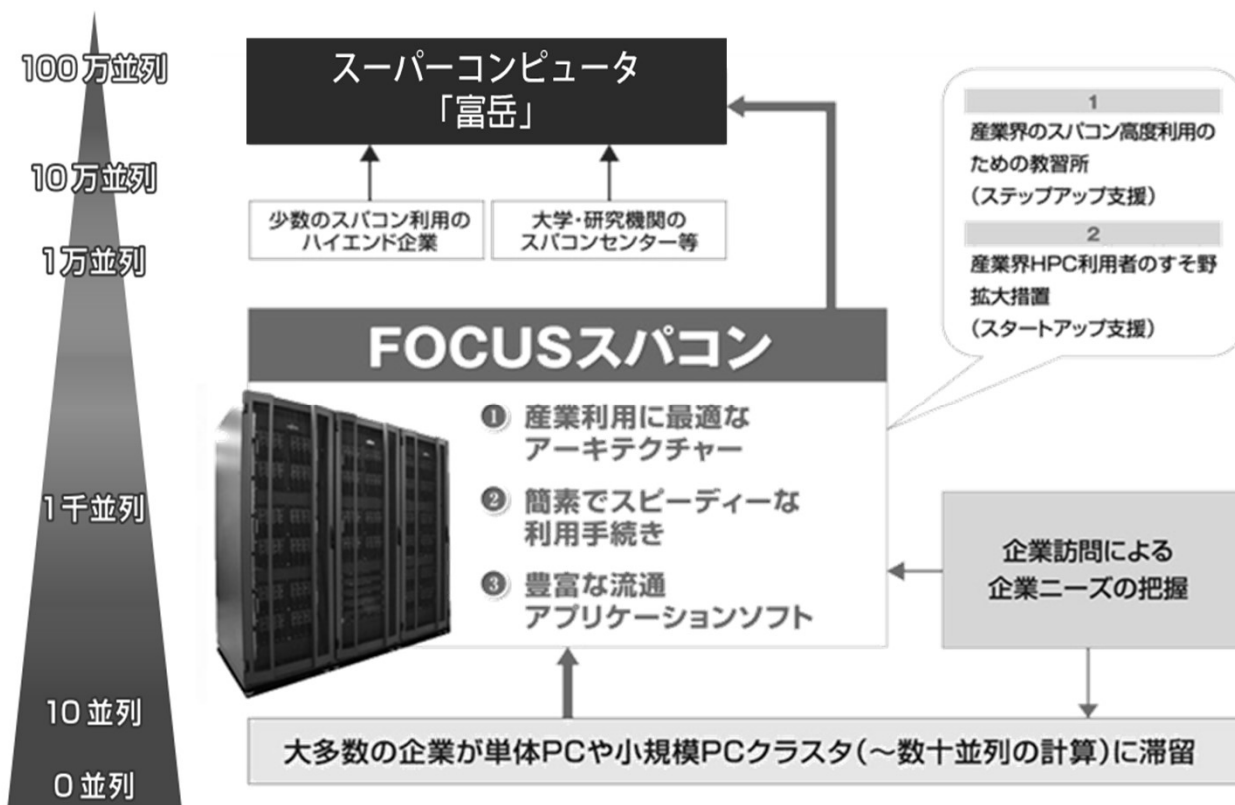 100万並列
10万並列
1万並列
1千並列
10並列
0並列
スーパーコンピュータ
「富岳」
少数のスパコン利用の
ハイエンド企業
大学・研究機関の
スパコンセンター等
1
産業界のスパコン高度利用の
ための教習所
(ステップアップ支援)
2
産業界HPC利用者のすそ野
拡大措置
(スタートアップ支援)
FOCUSスパコン
❶ 産業利用に最適な
アーキテクチャー
❷ 簡素でスピーディーな
利用手続き
❸ 豊富な流通
アプリケーションソフト
企業訪問による
企業ニーズの把握
大多数の企業が単体PCや小規模PCクラスタ(~数十並列の計算)に滞留